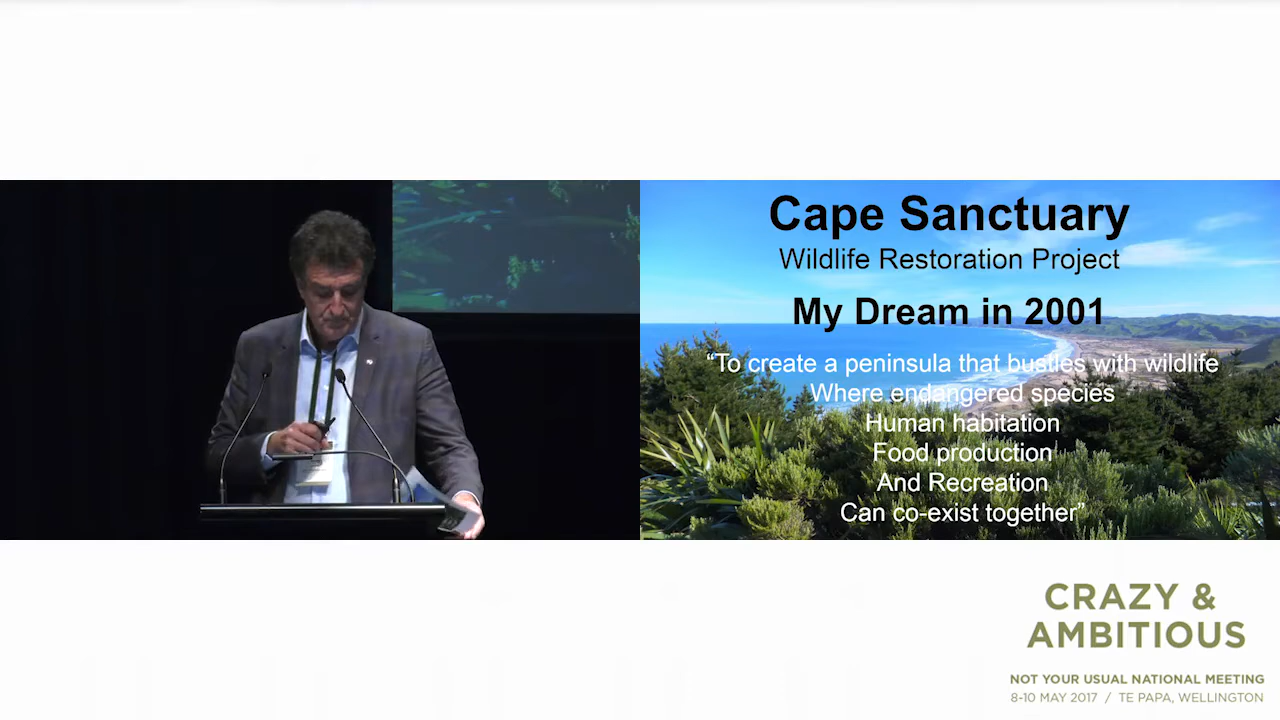 Cape Sanctuary
Wildlife Restoration Project
My Dream in 2001
“To create a peninsula that bustles with wildlife
Where endangered species
Human habitation
Food production
And Recreation
Can co-exist together”
CRAZY &
AMBITIOUS
NOT YOUR USUAL NATIONAL MEETING
8-10 MAY 2017 / TE PAPA, WELLINGTON